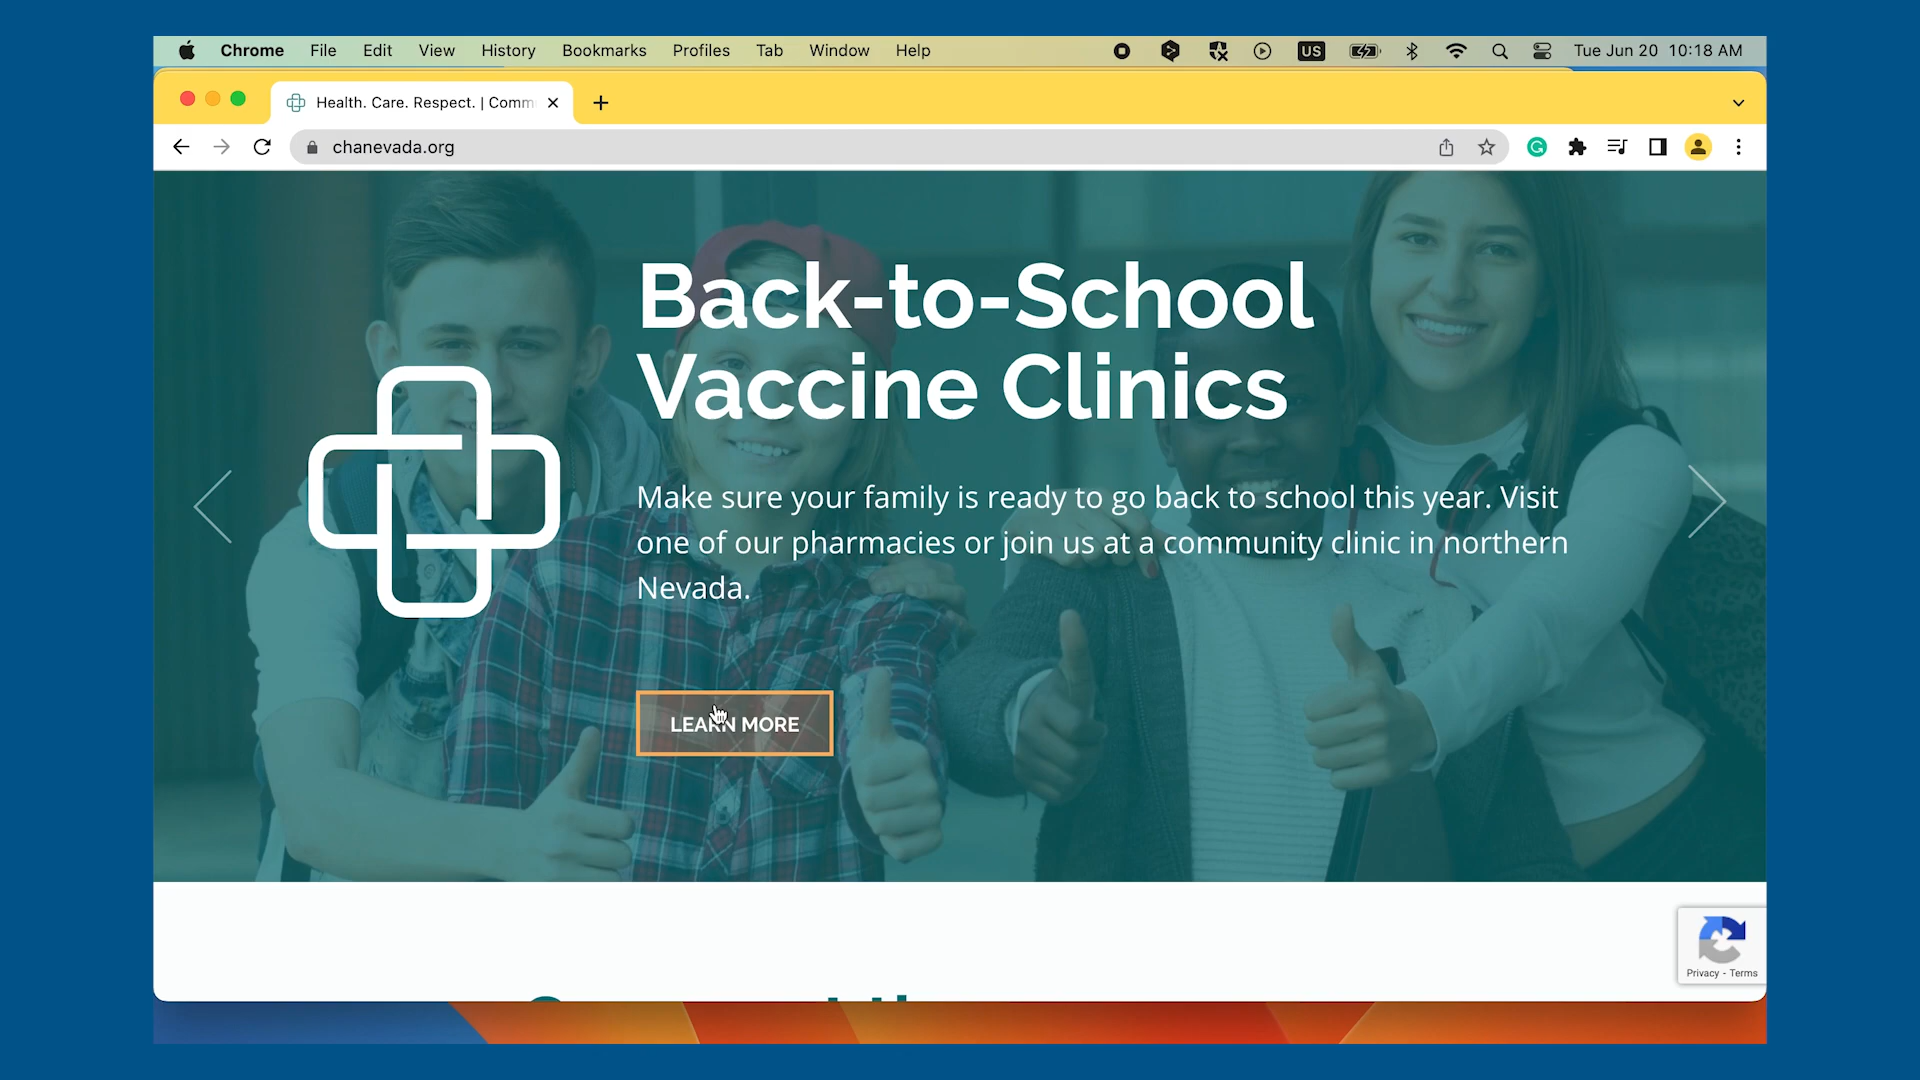 Chrome File Edit View History Bookmarks Profiles Tab Window Help US Tue Jun 20 10:18 AM
Health. Care. Respect. | Comm
chanevada.org
Back-to-School
Vaccine Clinics
Make sure your family is ready to go back to school this year. Visit
one of our pharmacies or join us at a community clinic in northern
Nevada.
LEARN MORE
Privacy - Terms